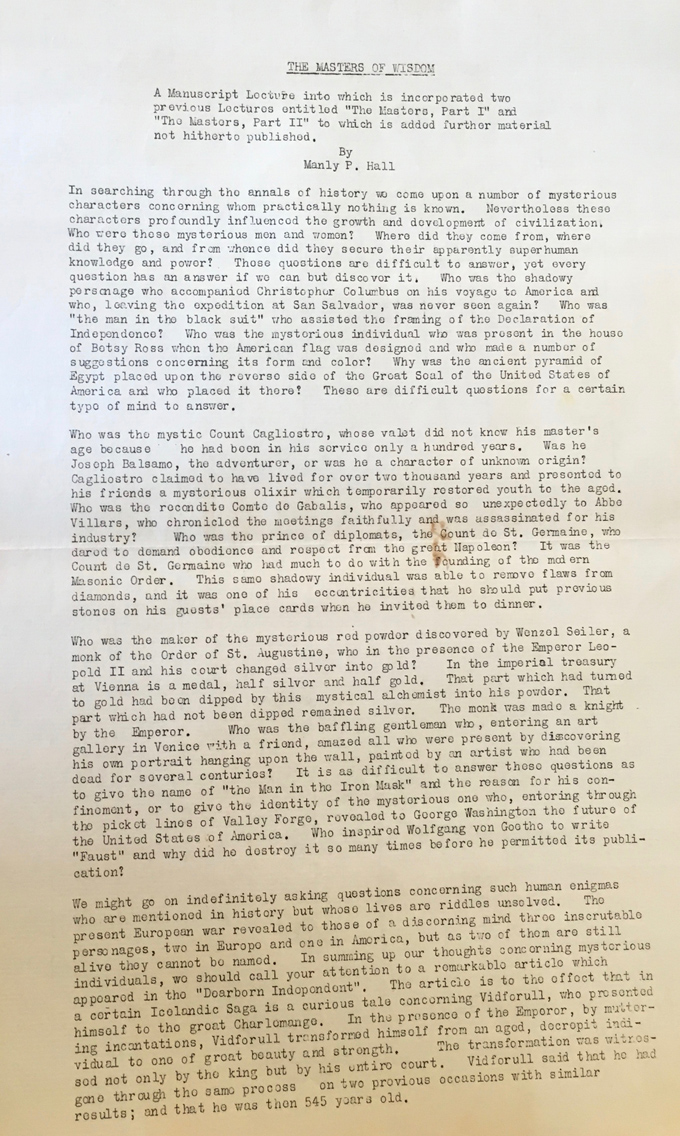 THE MASTERS OF WISDOM
A Manuscript Lecture into which is incorporated two
previous Lectures entitled "The Masters, Part I" and
"The Masters, Part II" to which is added further material
not hitherto published.
By
Manly P. Hall
In searching through the annals of history we come upon a number of mysterious
characters concerning whom practically nothing is known. Nevertheless these
characters profoundly influenced the growth and development of civilization.
Who were these mysterious men and women? Where did they come from, where
did they go, and from whence did they secure their apparently superhuman
knowledge and power? These questions are difficult to answer, yet every
question has an answer if we can but discover it. Who was the shadowy
personage who accompanied Christopher Columbus on his voyage to America and
who, leaving the expedition at San Salvador, was never seen again? Who was
"the man in the black suit" who assisted the framing of the Declaration of
Independence? Who was the mysterious individual who was present in the house
of Betsy Ross when the American flag was designed and who made a number of
suggestions concerning its form and color? Why was the ancient pyramid of
Egypt placed upon the reverse side of the Great Seal of the United States of
America and who placed it there? These are difficult questions for a certain
type of mind to answer.
Who was the mystic Count Cagliostro, whose valet did not know his master's
age because he had been in his service only a hundred years. Was he
Joseph Balsamo, the adventurer, or was he a character of unknown origin?
Cagliostro claimed to have lived for over two thousand years and presented to
his friends a mysterious elixir which temporarily restored youth to the aged.
Who was the recondite Comte de Gabalis, who appeared so unexpectedly to Abbe
Villars, who chronicled the meetings faithfully and was assassinated for his
industry? Who was the prince of diplomats, the Count de St. Germaine, who
dared to demand obedience and respect from the great Napoleon? It was the
Count de St. Germaine who had much to do with the founding of the modern
Masonic Order. This same shadowy individual was able to remove flaws from
diamonds, and it was one of his eccentricities that he should put previous
stones on his guests' place cards when he invited them to dinner.
Who was the maker of the mysterious red powder discovered by Wenzel Seiler, a
monk of the Order of St. Augustine, who in the presence of the Emperor Leo-
pold II and his court changed silver into gold? In the imperial treasury
at Vienna is a medal, half silver and half gold. That part which had turned
to gold had been dipped by this mystical alchemist into his powder. That
part which had not been dipped remained silver. The monk was made a knight
by the Emperor. Who was the baffling gentleman who, entering an art
gallery in Venice with a friend, amazed all who were present by discovering
his own portrait hanging upon the wall, painted by an artist who had been
dead for several centuries? It is as difficult to answer these questions as
to give the name of "the Man in the Iron Mask" and the reason for his con-
finement, or to give the identity of the mysterious one who, entering through
the picket lines of Valley Forge, revealed to George Washington the future of
the United States of America. Who inspired Wolfgang von Goethe to write
"Faust" and why did he destroy it so many times before he permitted its publi-
cation?
We might go on indefinitely asking questions concerning such human enigmas
who are mentioned in history but whose lives are riddles unsolved. The
present European war revealed to those of a discerning mind three inscrutable
personages, two in Europe and one in America, but as two of them are still
alive they cannot be named. In summing up our thoughts concerning mysterious
individuals, we should call your attention to a remarkable article which
appeared in the "Dearborn Independent". The article is to the effect that in
a certain Icelandic Saga is a curious tale concerning Vidforull, who presented
himself to the great Charlomange. In the presence of the Emperor, by mutter-
ing incantations, Vidforull transformed himself from an aged, decrepit indi-
vidual to one of great beauty and strength. The transformation was witnes-
sed not only by the king but by his entire court. Vidforull said that he had
gone through the same process on two previous occasions with similar
results; and that he was then 545 years old.